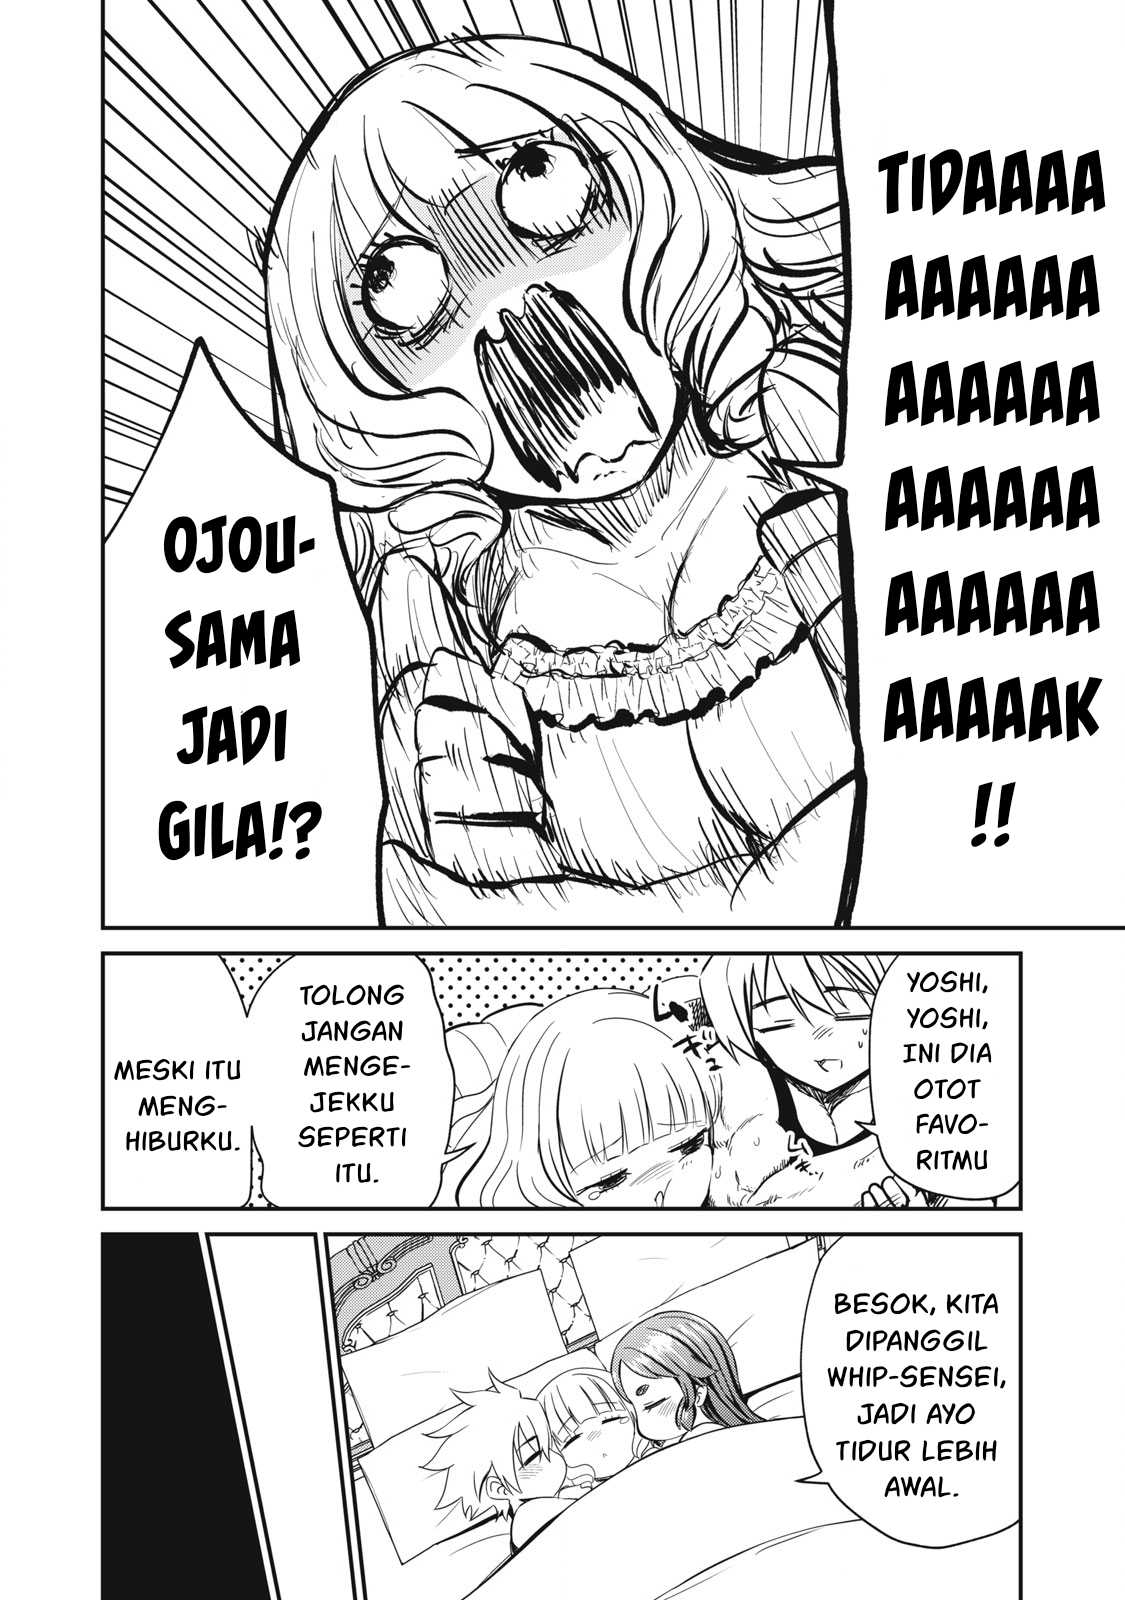 TIDAAAA
AAAAAA
AAAAAA
AAAAAA
AAAAAA
AAAAAK
!!
OJOU-
SAMA
JADI
GILA!?
YOSHI,
YOSHI,
INI DIA
OTOT
FAVO-
RITMU
TOLONG
JANGAN
MENGE-
JEKKU
SEPERTI
ITU.
MESKI ITU
MENG-
HIBURKU.
BESOK, KITA
DIPANGGIL
WHIP-SENSEI,
JADI AYO
TIDUR LEBIH
AWAL.